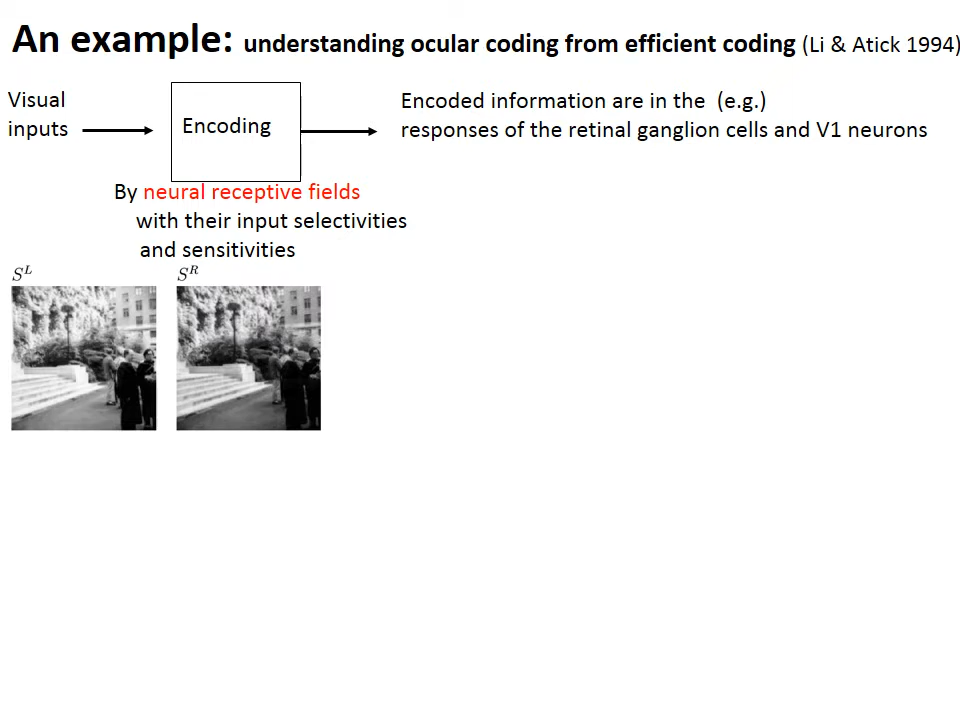 An example: understanding ocular coding from efficient coding (Li & Atick 1994)
Visual
inputs
Encoding
Encoded information are in the (e.g.)
responses of the retinal ganglion cells and V1 neurons
By neural receptive fields
with their input selectivities
and sensitivities
S^L
S^R